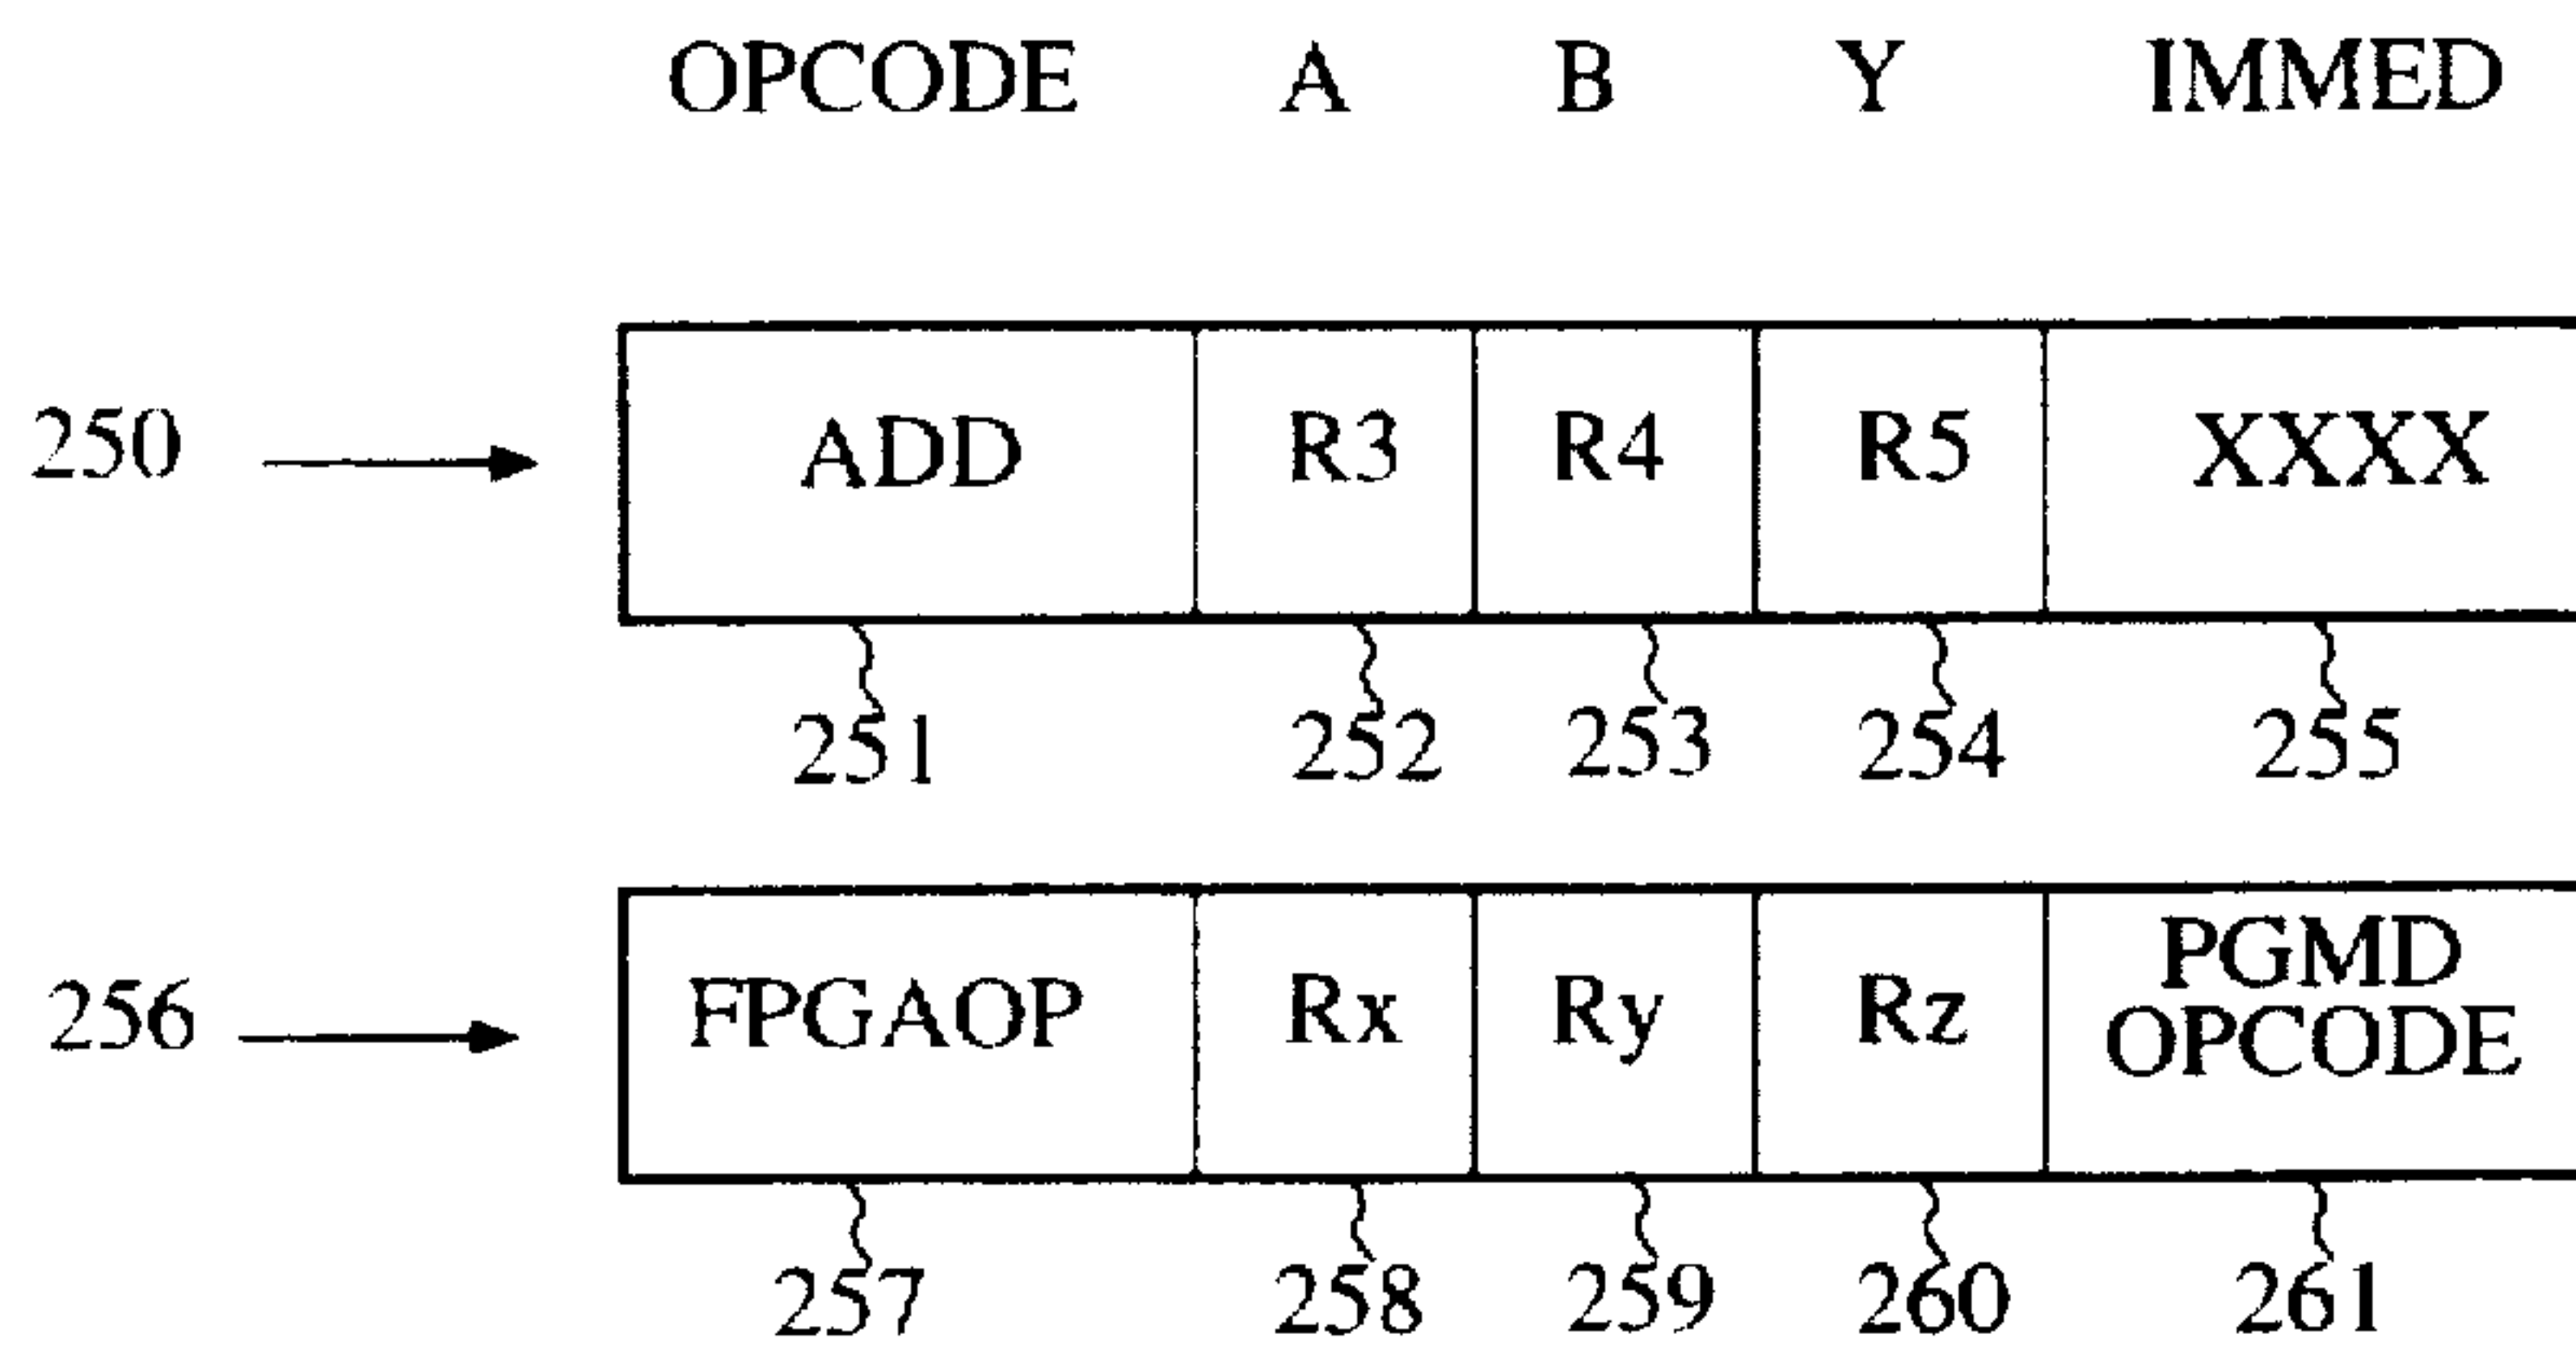 OPCODE A B Y IMMED
250 ADD R3 R4 R5 XXXX
251 252 253 254 255
256 FPGAOP Rx Ry Rz PGMD OPCODE
257 258 259 260 261